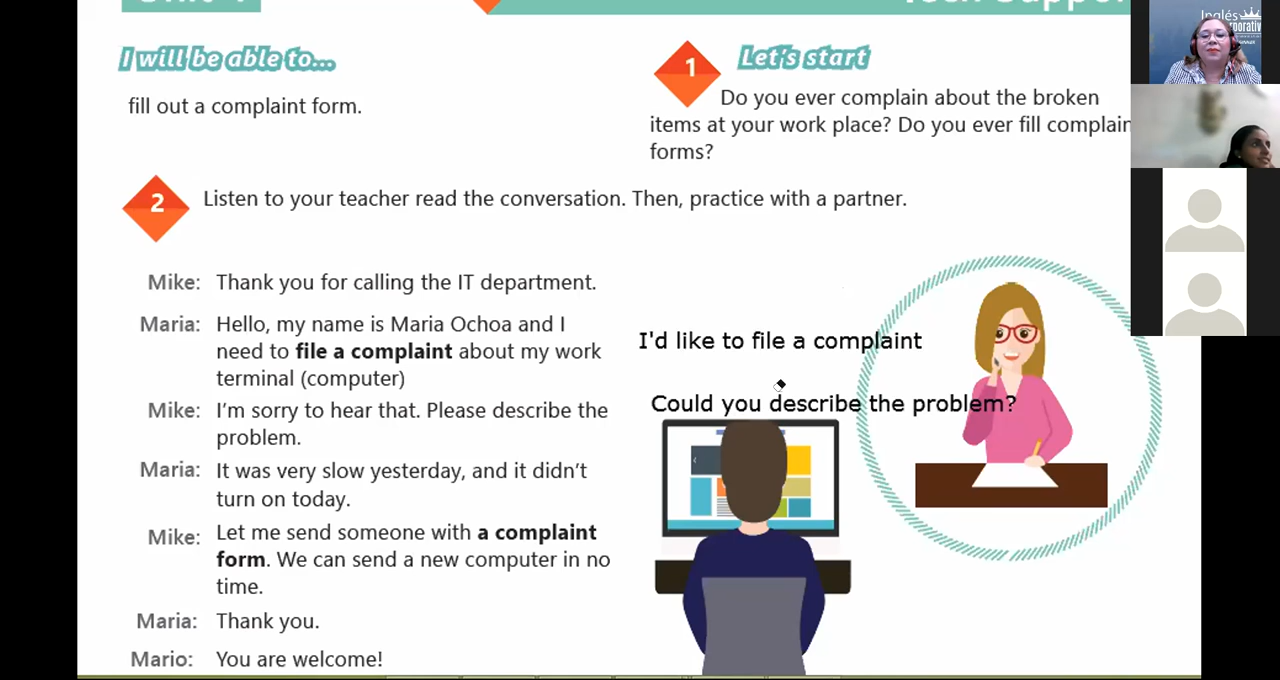 I will be able to...
fill out a complaint form.
1
Let's start
Do you ever complain about the broken
items at your work place? Do you ever fill complain
forms?
2
Listen to your teacher read the conversation. Then, practice with a partner.
Mike: Thank you for calling the IT department.
Maria: Hello, my name is Maria Ochoa and I
need to file a complaint about my work
terminal (computer)
Mike: I'm sorry to hear that. Please describe the
problem.
Maria: It was very slow yesterday, and it didn't
turn on today.
Mike: Let me send someone with a complaint
form. We can send a new computer in no
time.
Maria: Thank you.
Mario: You are welcome!
I'd like to file a complaint
Could you describe the problem?
Inglés